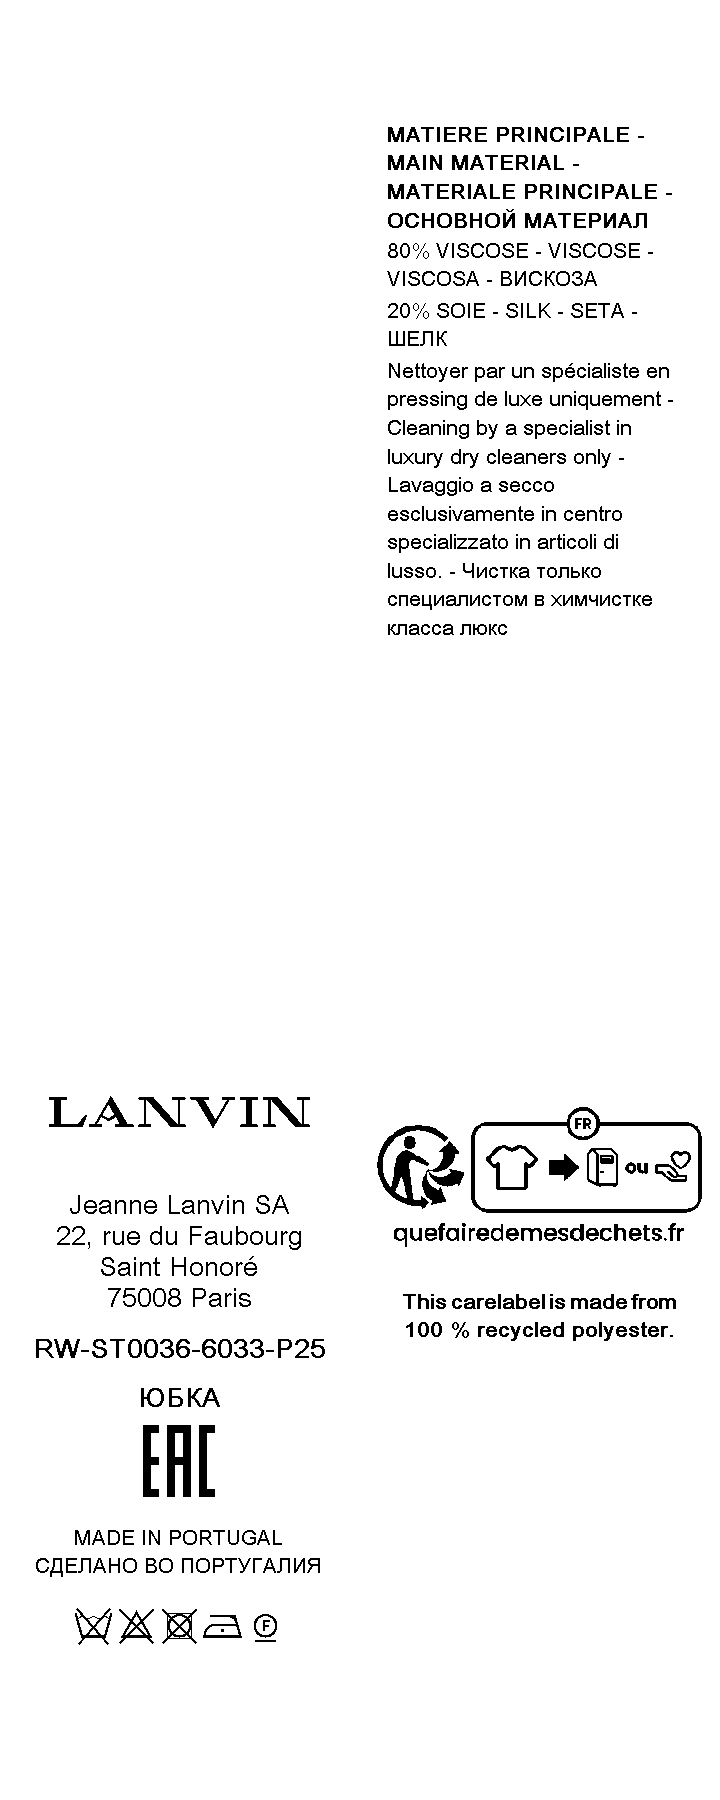 MATIERE PRINCIPALE -
MAIN MATERIAL -
MATERIALE PRINCIPALE -
ОСНОВНОЙ МАТЕРИАЛ
80% VISCOSE - VISCOSE -
VISCOSA - ВИСКОЗА
20% SOIE - SILK - SETA -
ШЕЛК
Nettoyer par un spécialiste en
pressing de luxe uniquement -
Cleaning by a specialist in
luxury dry cleaners only -
Lavaggio a secco
esclusivamente in centro
specializzato in articoli di
lusso. - Чистка только
специалистом в химчистке
класса люкс
LANVIN
Jeanne Lanvin SA
22, rue du Faubourg
Saint Honoré
75008 Paris
RW-ST0036-6033-P25
ЮБКА
EAC
MADE IN PORTUGAL
СДЕЛАНО ВО ПОРТУГАЛИЯ
F
FR
ou
quefairedemesdechets.fr
This carelabel is made from
100 % recycled polyester.